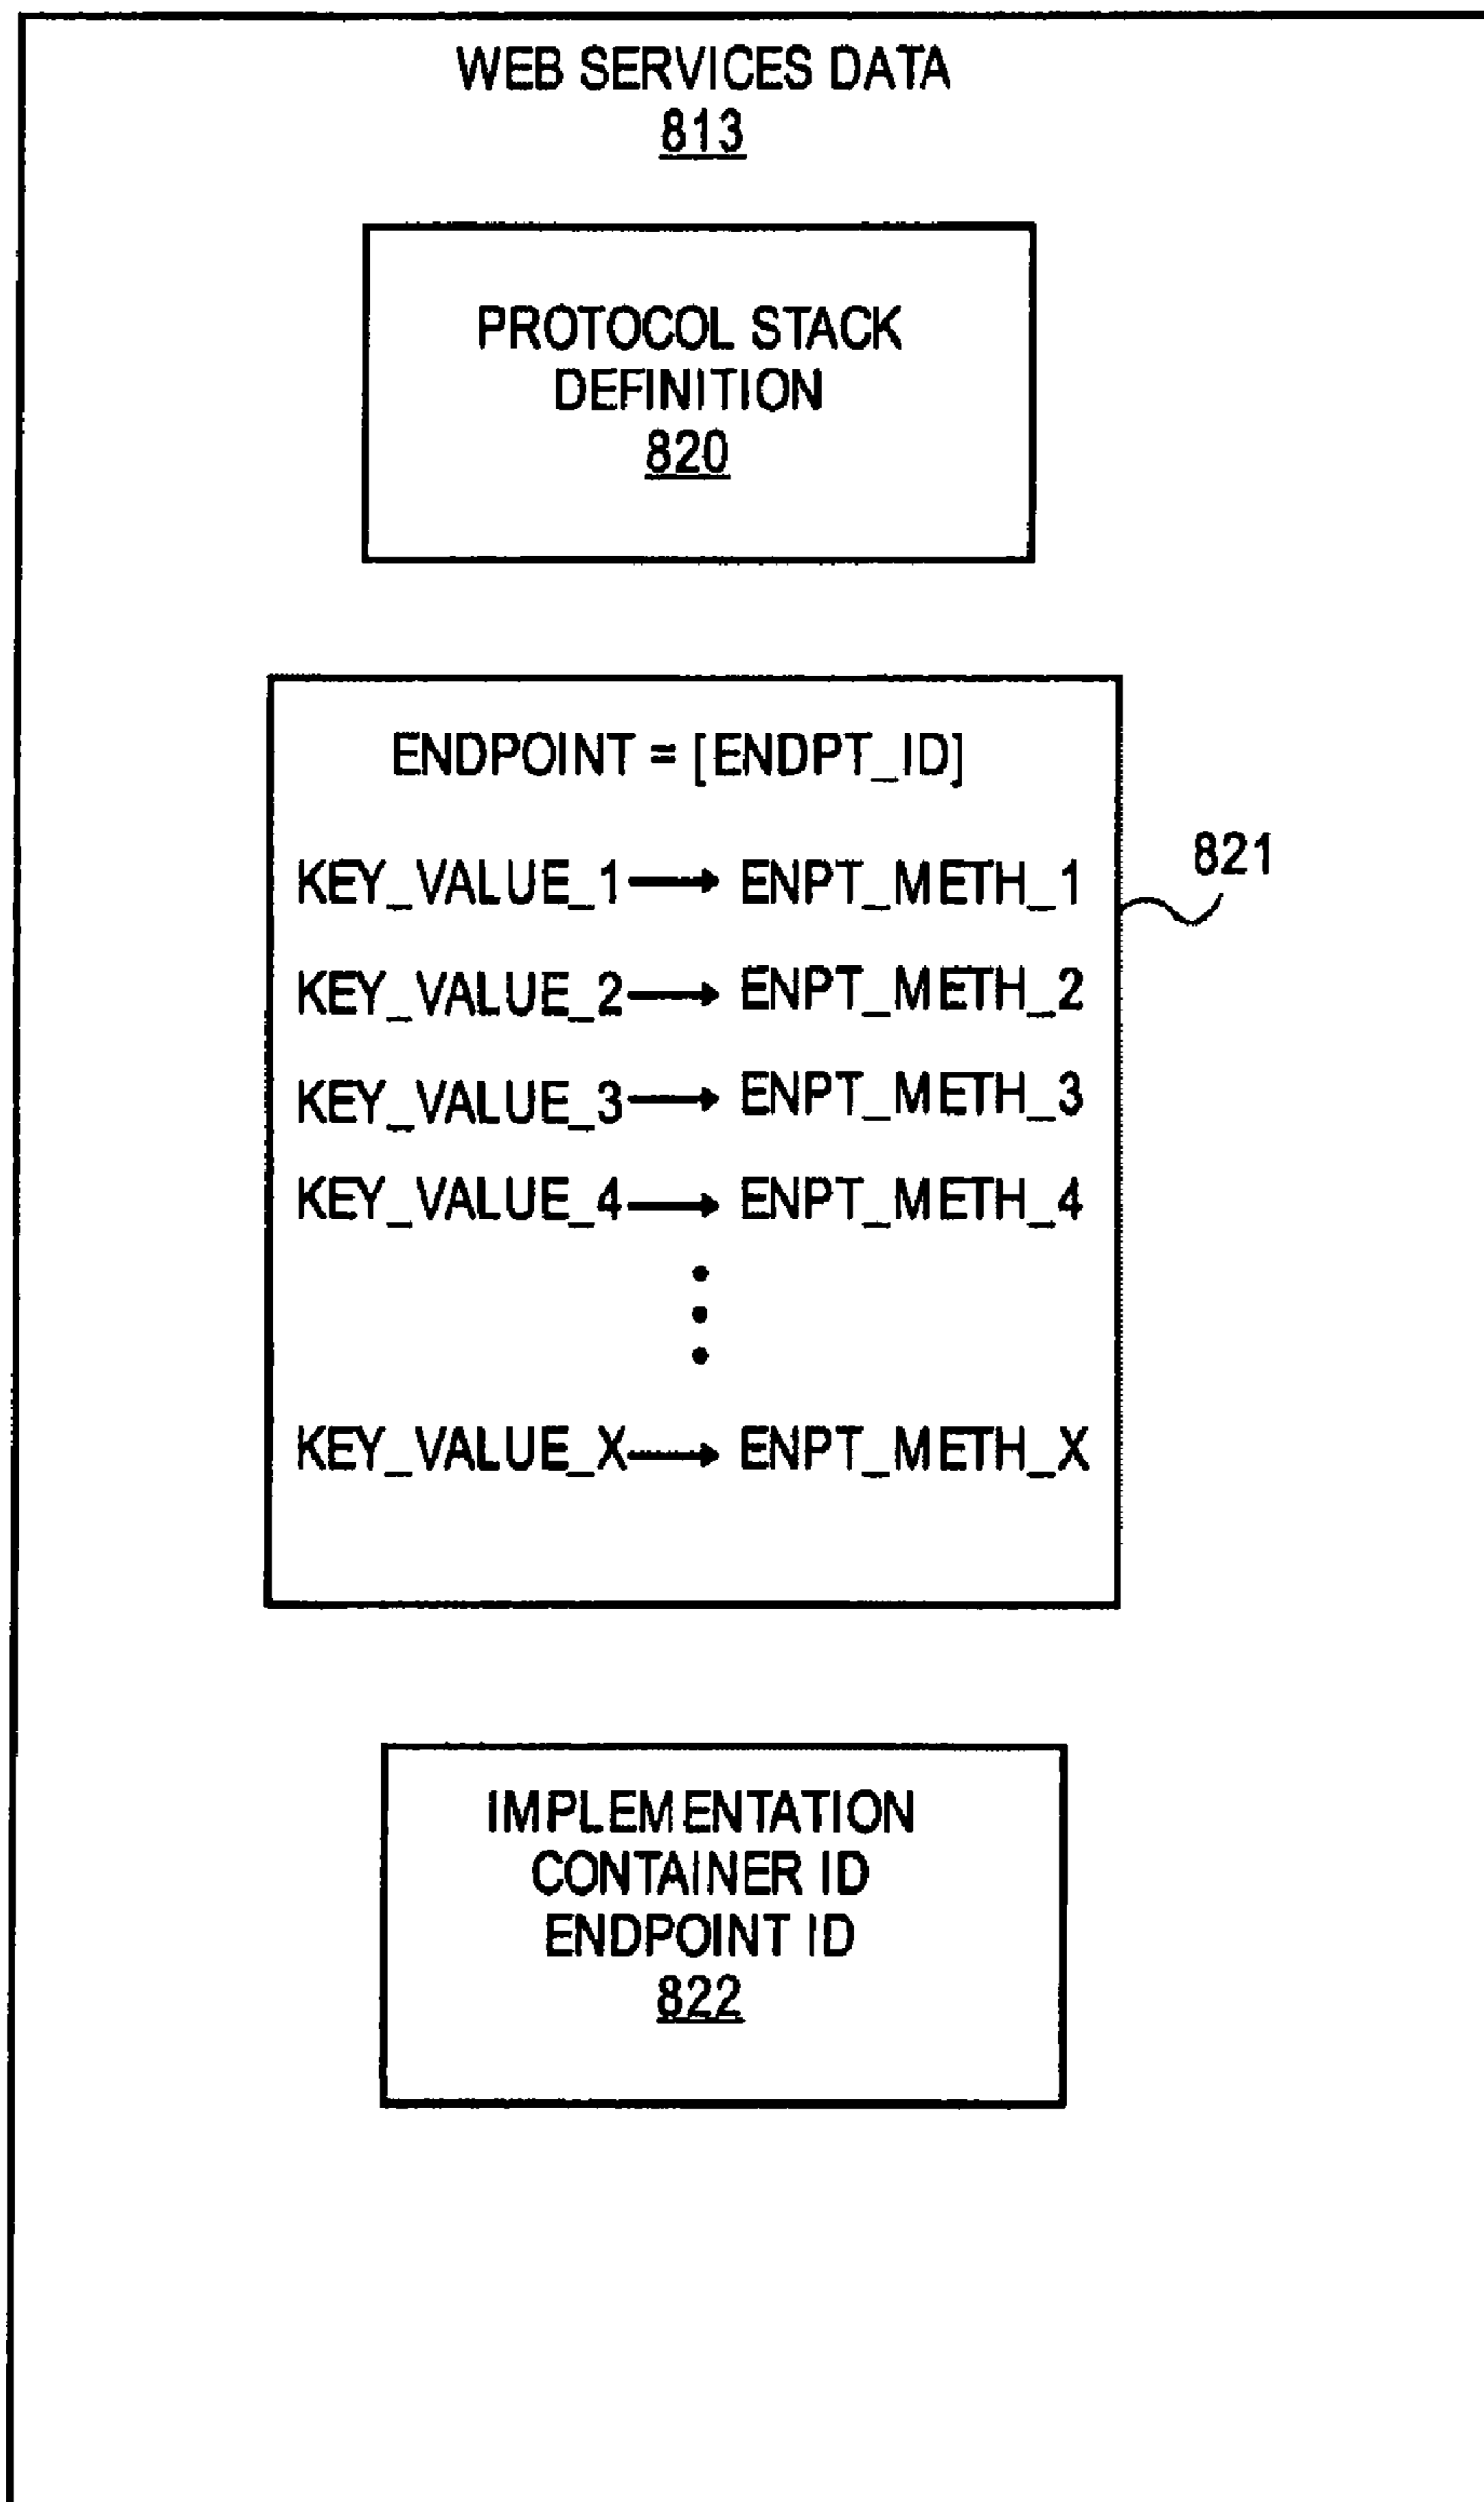 WEB SERVICES DATA
813
PROTOCOL STACK
DEFINITION
820
ENDPOINT = [ENDPT_ID]
KEY_VALUE_1 → ENPT_METH_1
821
KEY_VALUE_2 → ENPT_METH_2
KEY_VALUE_3 → ENPT_METH_3
KEY_VALUE_4 → ENPT_METH_4
KEY_VALUE_X → ENPT_METH_X
IMPLEMENTATION
CONTAINER ID
ENDPOINT ID
822